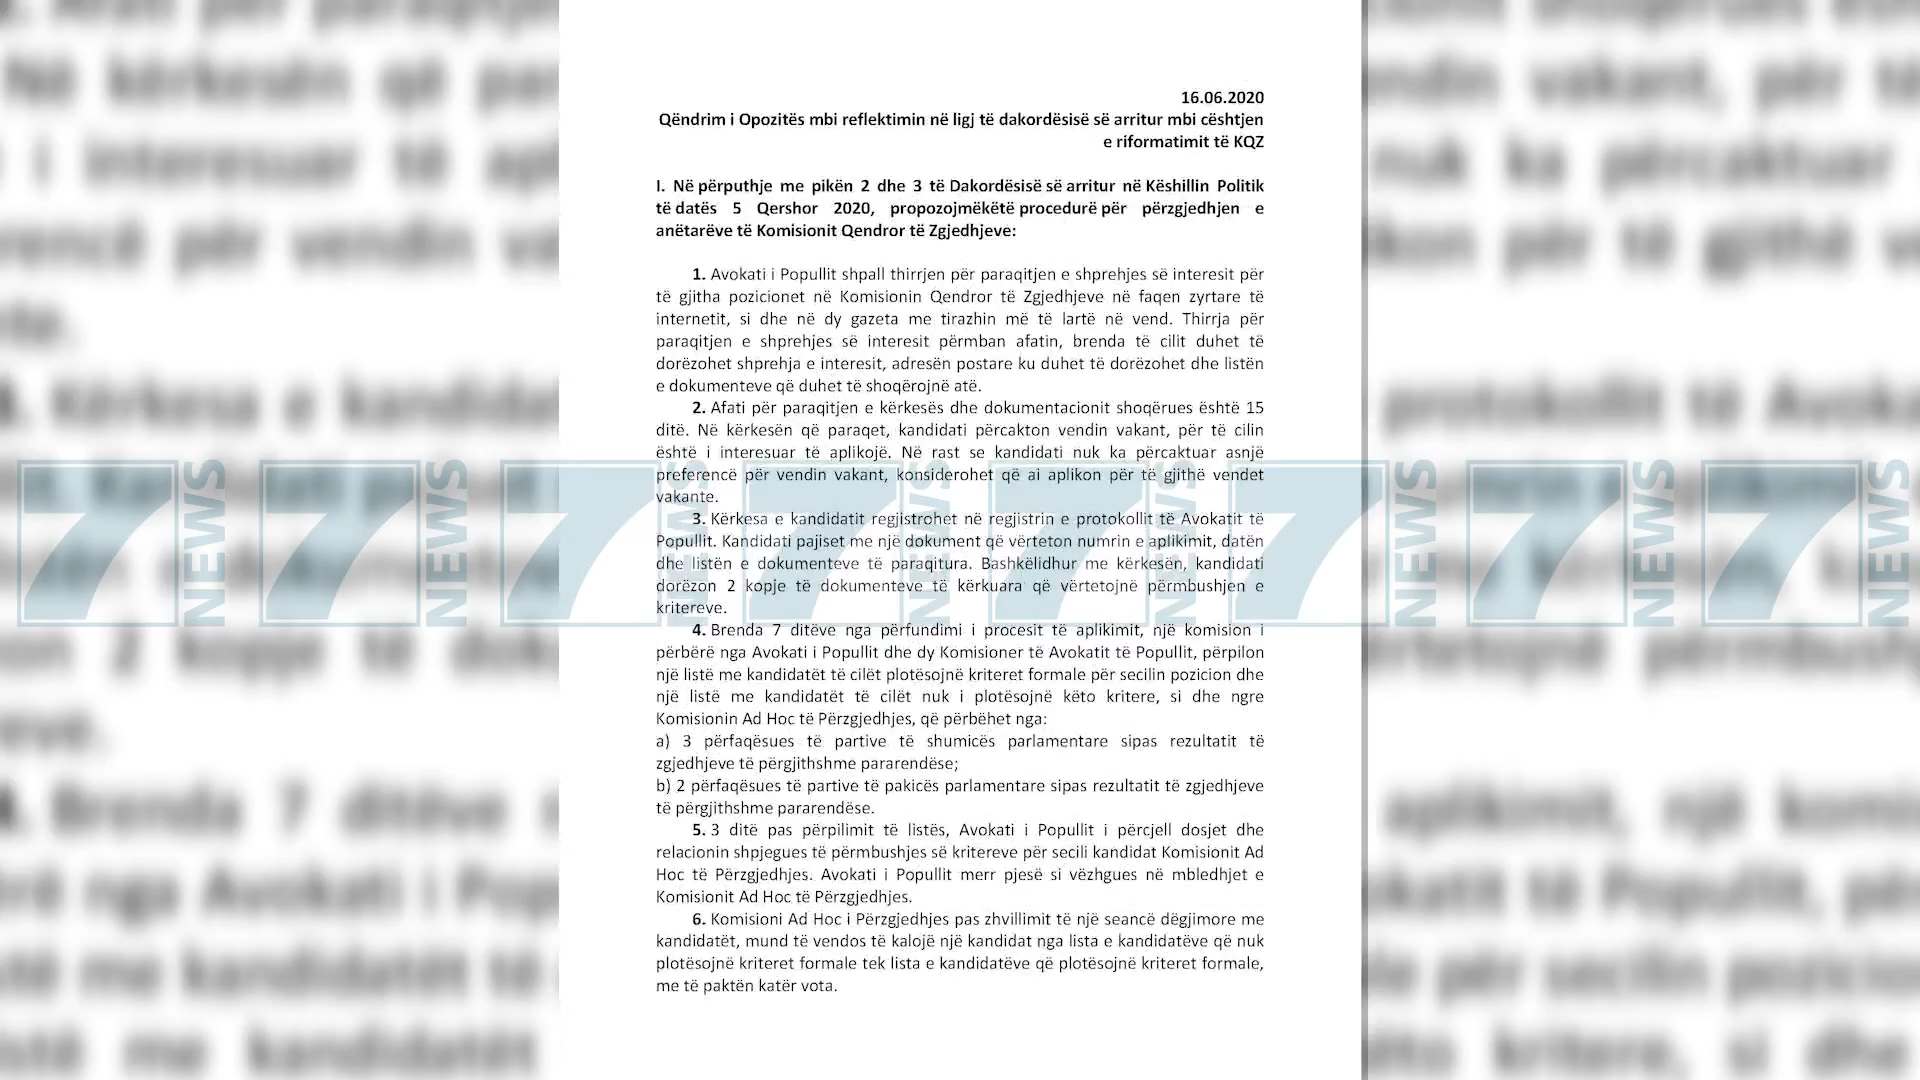 16.06.2020
Qëndrim i Opozitës mbi reflektimin në ligj të dakordësisë së arritur mbi cështjen
e riformatimit të KQZ
I. Në përputhje me pikën 2 dhe 3 të Dakordësisë së arritur në Këshillin Politik
të datës 5 Qershor 2020, propozojmëkëtë procedurë për përzgjedhjen e
anëtarëve të Komisionit Qendror të Zgjedhjeve:
1. Avokati i Popullit shpall thirrjen për paraqitjen e shprehjes së interesit për
të gjitha pozicionet në Komisionin Qendror të Zgjedhjeve në faqen zyrtare të
internetit, si dhe në dy gazeta me tirazhin më të lartë në vend. Thirrja për
paraqitjen e shprehjes së interesit përmban afatin, brenda të cilit duhet të
dorëzohet shprehja e interesit, adresën postare ku duhet të dorëzohet dhe listën
e dokumenteve që duhet të shoqërojnë atë.
2. Afati për paraqitjen e kërkesës dhe dokumentacionit shoqërues është 15
ditë. Në kërkesën që paraqet, kandidati përcakton vendin vakant, për të cilin
është i interesuar të aplikojë. Në rast se kandidati nuk ka përcaktuar asnjë
preferencë për vendin vakant, konsiderohet që ai aplikon për të gjithë vendet
vakante.
3. Kërkesa e kandidatit regjistrohet në regjistrin e protokollit të Avokatit të
Popullit. Kandidati pajiset me një dokument që vërteton numrin e aplikimit, datën
dhe listën e dokumenteve të paraqitura. Bashkëlidhur me kërkesën, kandidati
dorëzon 2 kopje të dokumenteve të kërkuara që vërtetojnë përmbushjen e
kritereve.
4. Brenda 7 ditëve nga përfundimi i procesit të aplikimit, një komision i
përbërë nga Avokati i Popullit dhe dy Komisioner të Avokatit të Popullit, përpilon
një listë me kandidatët të cilët plotësojnë kriteret formale për secilin pozicion dhe
një listë me kandidatët të cilët nuk i plotësojnë këto kritere, si dhe ngre
Komisionin Ad Hoc të Përzgjedhjes, që përbëhet nga:
a) 3 përfaqësues të partive të shumicës parlamentare sipas rezultatit të
zgjedhjeve të përgjithshme pararendëse;
b) 2 përfaqësues të partive të pakicës parlamentare sipas rezultatit të zgjedhjeve
të përgjithshme pararendëse.
5. 3 ditë pas përpilimit të listës, Avokati i Popullit i përcjell dosjet dhe
relacionin shpjegues të përmbushjes së kritereve për secili kandidat Komisionit Ad
Hoc të Përzgjedhjes. Avokati i Popullit merr pjesë si vëzhgues në mbledhjet e
Komisionit Ad Hoc të Përzgjedhjes.
6. Komisioni Ad Hoc i Përzgjedhjes pas zhvillimit të një seancë dëgjimore me
kandidatët, mund të vendos të kalojë një kandidat nga lista e kandidatëve që nuk
plotësojnë kriteret formale tek lista e kandidatëve që plotësojnë kriteret formale,
me të paktën katër vota.
7 NEWS 7 NEWS 7 NEWS 7 NEWS 7 NEWS 7 NEWS 7 NEWS 7 NEWS